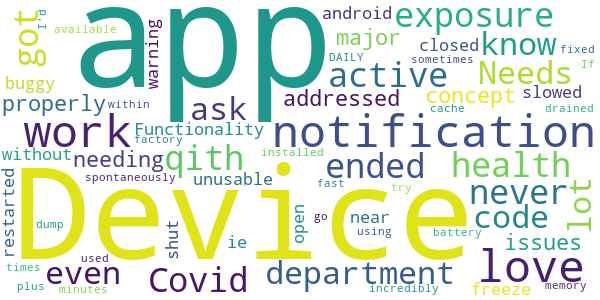 app
android
exposure
I'd
available
got
warning
major
closed
know
fixed
DAILY
sometimes
If
buggy
active
Needs
cache
properly
within
ask
addressed
concept
slowed
drained
work
Functionality
notification
factory
without
needing
qith
installed
ended
health
lot
spontaneously
unusable
fast
try
never
restarted
Device
code
dump
shut
ie
open
go
near
battery
issues
times
used
using
even
Covid
department
love
plus
minutes
incredibly
freeze
memory